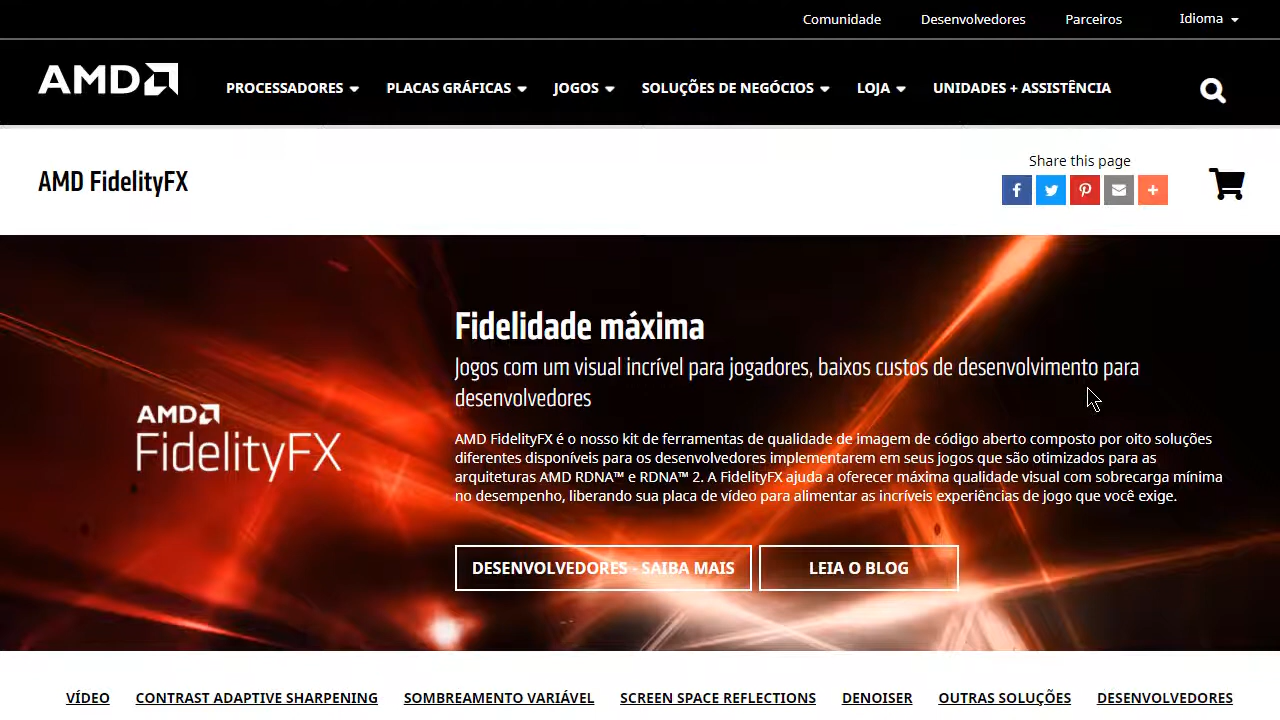 Comunidade Desenvolvedores Parceiros Idioma
AMD PROCESSADORES PLACAS GRÁFICAS JOGOS SOLUÇÕES DE NEGÓCIOS LOJA UNIDADES + ASSISTÊNCIA
Share this page
AMD FidelityFX
Fidelidade máxima
Jogos com um visual incrível para jogadores, baixos custos de desenvolvimento para
desenvolvedores
AMD
FidelityFX
AMD FidelityFX é o nosso kit de ferramentas de qualidade de imagem de código aberto composto por oito soluções
diferentes disponíveis para os desenvolvedores implementarem em seus jogos que são otimizados para as
arquiteturas AMD RDNA™ e RDNA™ 2. A FidelityFX ajuda a oferecer máxima qualidade visual com sobrecarga mínima
no desempenho, liberando sua placa de vídeo para alimentar as incríveis experiências de jogo que você exige.
DESENVOLVEDORES - SAIBA MAIS LEIA O BLOG
VÍDEO CONTRAST ADAPTIVE SHARPENING SOMBREAMENTO VARIÁVEL SCREEN SPACE REFLECTIONS DENOISER OUTRAS SOLUÇÕES DESENVOLVEDORES